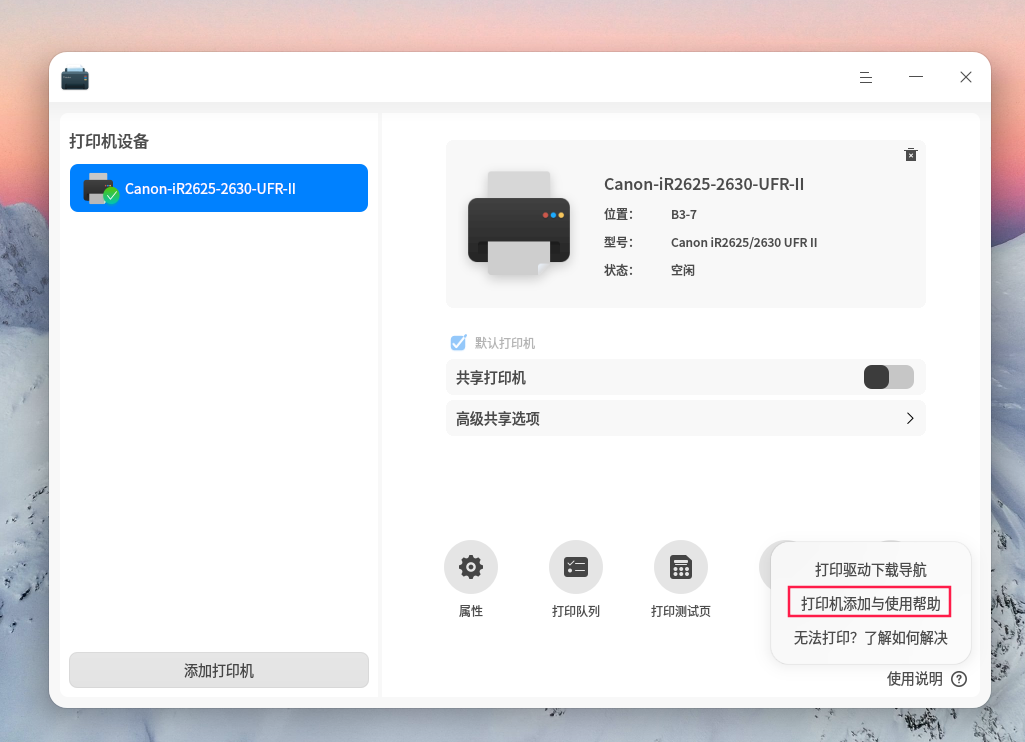 打印机设备
Canon-iR2625-2630-UFR-II
添加打印机
Canon-iR2625-2630-UFR-II
位置： B3-7
型号： Canon iR2625/2630 UFR II
状态： 空闲
默认打印机
共享打印机
高级共享选项
属性
打印队列
打印测试页
打印驱动下载导航
打印机添加与使用帮助
无法打印？了解如何解决
使用说明